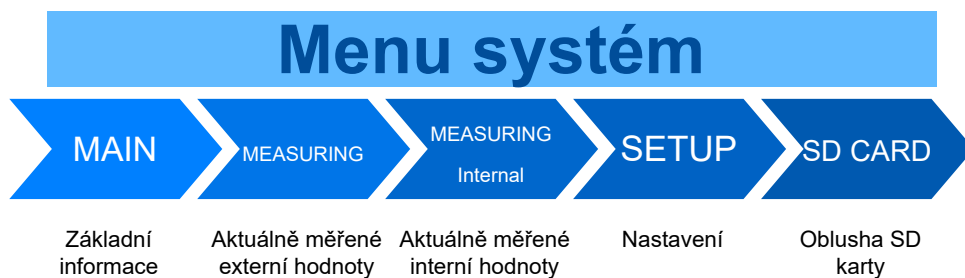 Menu systém
MAIN
MEASURING
MEASURING
Internal
SETUP
SD CARD
Základní
informace
Aktuálně měřené
externí hodnoty
Aktuálně měřené
interní hodnoty
Nastavení
Oblusha SD
karty